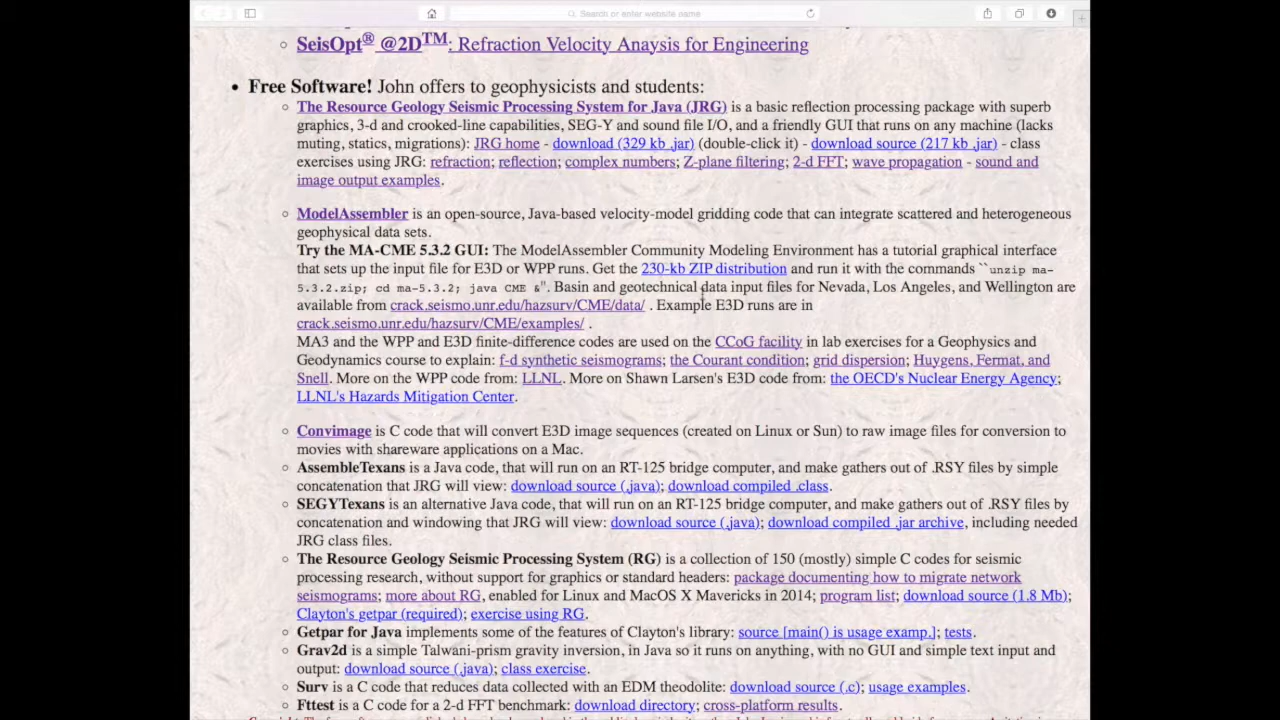 Search or enter website name
SeisOpt® @2D™: Refraction Velocity Anaysis for Engineering
• Free Software! John offers to geophysicists and students:
The Resource Geology Seismic Processing System for Java (JRG) is a basic reflection processing package with superb
graphics, 3-d and crooked-line capabilities, SEG-Y and sound file I/O, and a friendly GUI that runs on any machine (lacks
muting, statics, migrations): JRG home - download (329 kb .jar) (double-click it) - download source (217 kb .jar) - class
exercises using JRG: refraction; reflection; complex numbers; Z-plane filtering; 2-d FFT; wave propagation - sound and
image output examples.
ModelAssembler is an open-source, Java-based velocity-model gridding code that can integrate scattered and heterogeneous
geophysical data sets.
Try the MA-CME 5.3.2 GUI: The ModelAssembler Community Modeling Environment has a tutorial graphical interface
that sets up the input file for E3D or WPP runs. Get the 230-kb ZIP distribution and run it with the commands ``unzip ma-
5.3.2.zip; cd ma-5.3.2; java CME &''. Basin and geotechnical data input files for Nevada, Los Angeles, and Wellington are
available from crack.seismo.unr.edu/hazsurv/CME/data/ . Example E3D runs are in
crack.seismo.unr.edu/hazsurv/CME/examples/ .
MA3 and the WPP and E3D finite-difference codes are used on the CCoG facility in lab exercises for a Geophysics and
Geodynamics course to explain: f-d synthetic seismograms; the Courant condition; grid dispersion; Huygens, Fermat, and
Snell. More on the WPP code from: LLNL. More on Shawn Larsen's E3D code from: the OECD's Nuclear Energy Agency;
LLNL's Hazards Mitigation Center.
Convimage is C code that will convert E3D image sequences (created on Linux or Sun) to raw image files for conversion to
movies with shareware applications on a Mac.
AssembleTexans is a Java code, that will run on an RT-125 bridge computer, and make gathers out of .RSY files by simple
concatenation that JRG will view: download source (.java); download compiled .class.
SEGYTexans is an alternative Java code, that will run on an RT-125 bridge computer, and make gathers out of .RSY files by
concatenation and windowing that JRG will view: download source (.java); download compiled .jar archive, including needed
JRG class files.
The Resource Geology Seismic Processing System (RG) is a collection of 150 (mostly) simple C codes for seismic
processing research, without support for graphics or standard headers: package documenting how to migrate network
seismograms; more about RG, enabled for Linux and MacOS X Mavericks in 2014; program list; download source (1.8 Mb);
Clayton's getpar (required); exercise using RG.
Getpar for Java implements some of the features of Clayton's library: source [main() is usage examp.]; tests.
Grav2d is a simple Talwani-prism gravity inversion, in Java so it runs on anything, with no GUI and simple text input and
output: download source (.java); class exercise.
Surv is a C code that reduces data collected with an EDM theodolite: download source (.c); usage examples.
Fttest is a C code for a 2-d FFT benchmark: download directory; cross-platform results.